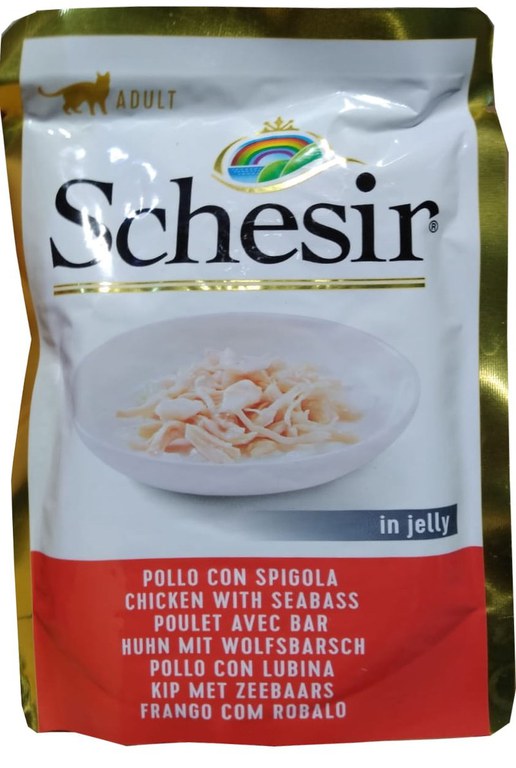 ADULT
Schesir®
in jelly
POLLO CON SPIGOLA
CHICKEN WITH SEABASS
POULET AVEC BAR
HUHN MIT WOLFSBARSCH
POLLO CON LUBINA
KIP MET ZEEBAARS
FRANGO COM ROBALO